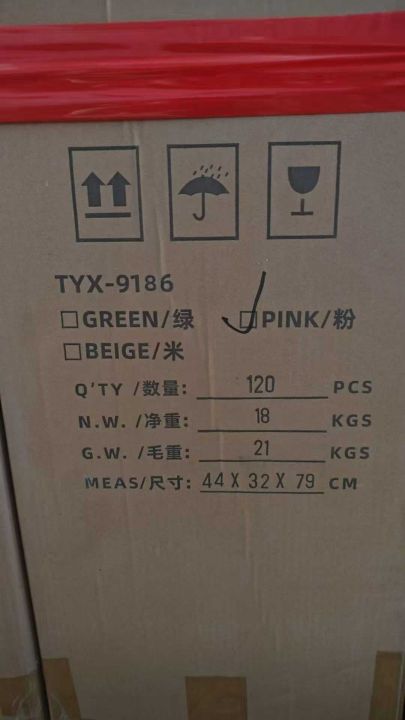 TYX-9186
□GREEN/绿 □PINK/粉
□BEIGE/米
Q'TY /数量: 120 PCS
N.W. /净重: 18 KGS
G.W. /毛重: 21 KGS
MEAS/尺寸: 44 X 32 X 79 CM